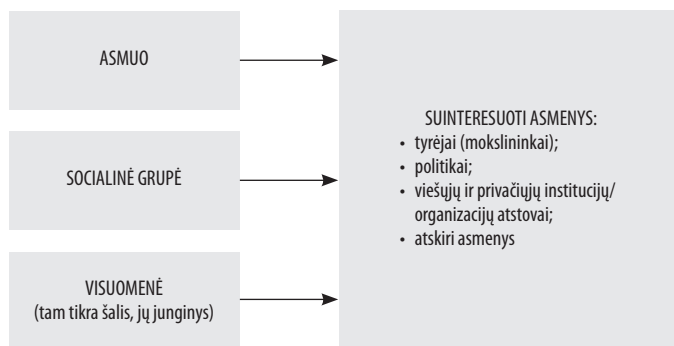 ASMUO
SOCIALINĖ GRUPĖ
VISUOMENĖ
(tam tikra šalis, jų junginys)
SUINTERESUOTI ASMENYS:
• tyrėjai (mokslininkai);
• politikai;
• viešųjų ir privačiųjų institucijų/
organizacijų atstovai;
• atskiri asmenys